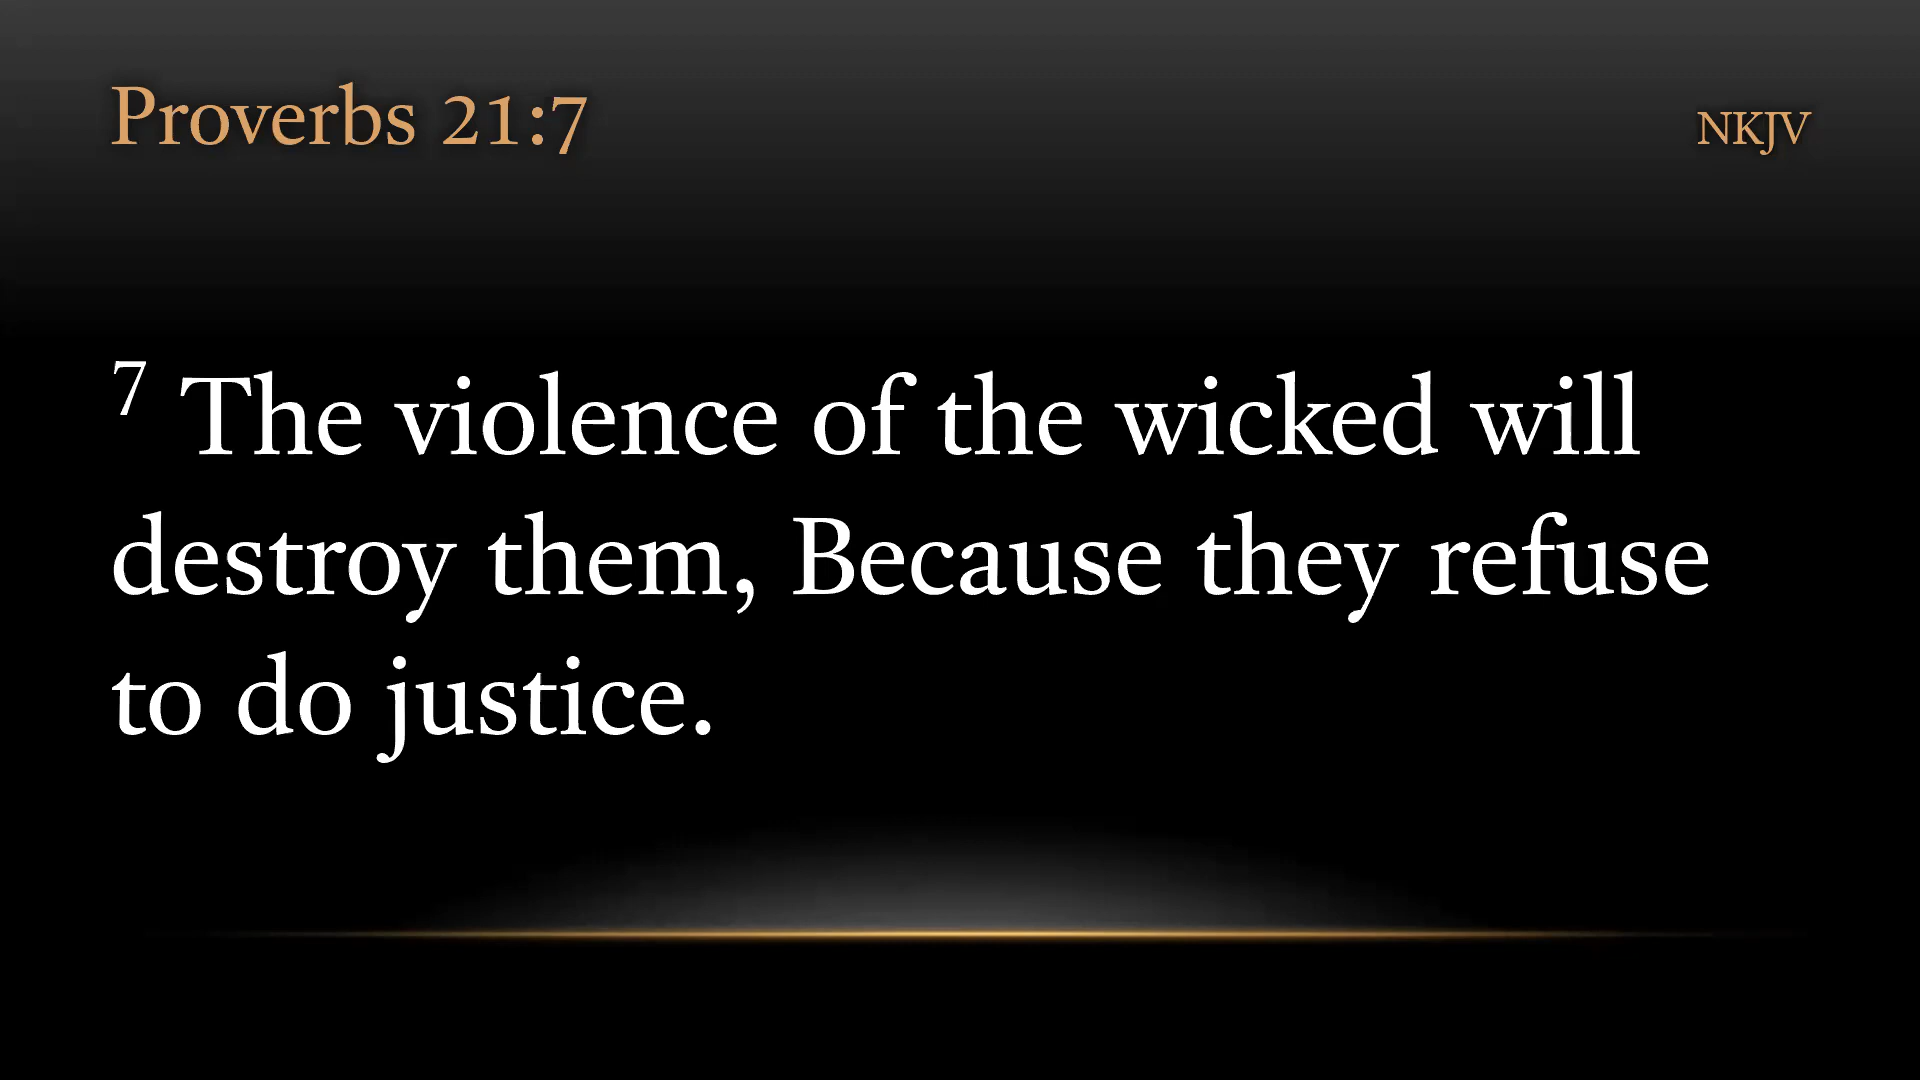 Proverbs 21:7
NKJV
7 The violence of the wicked will
destroy them, Because they refuse
to do justice.